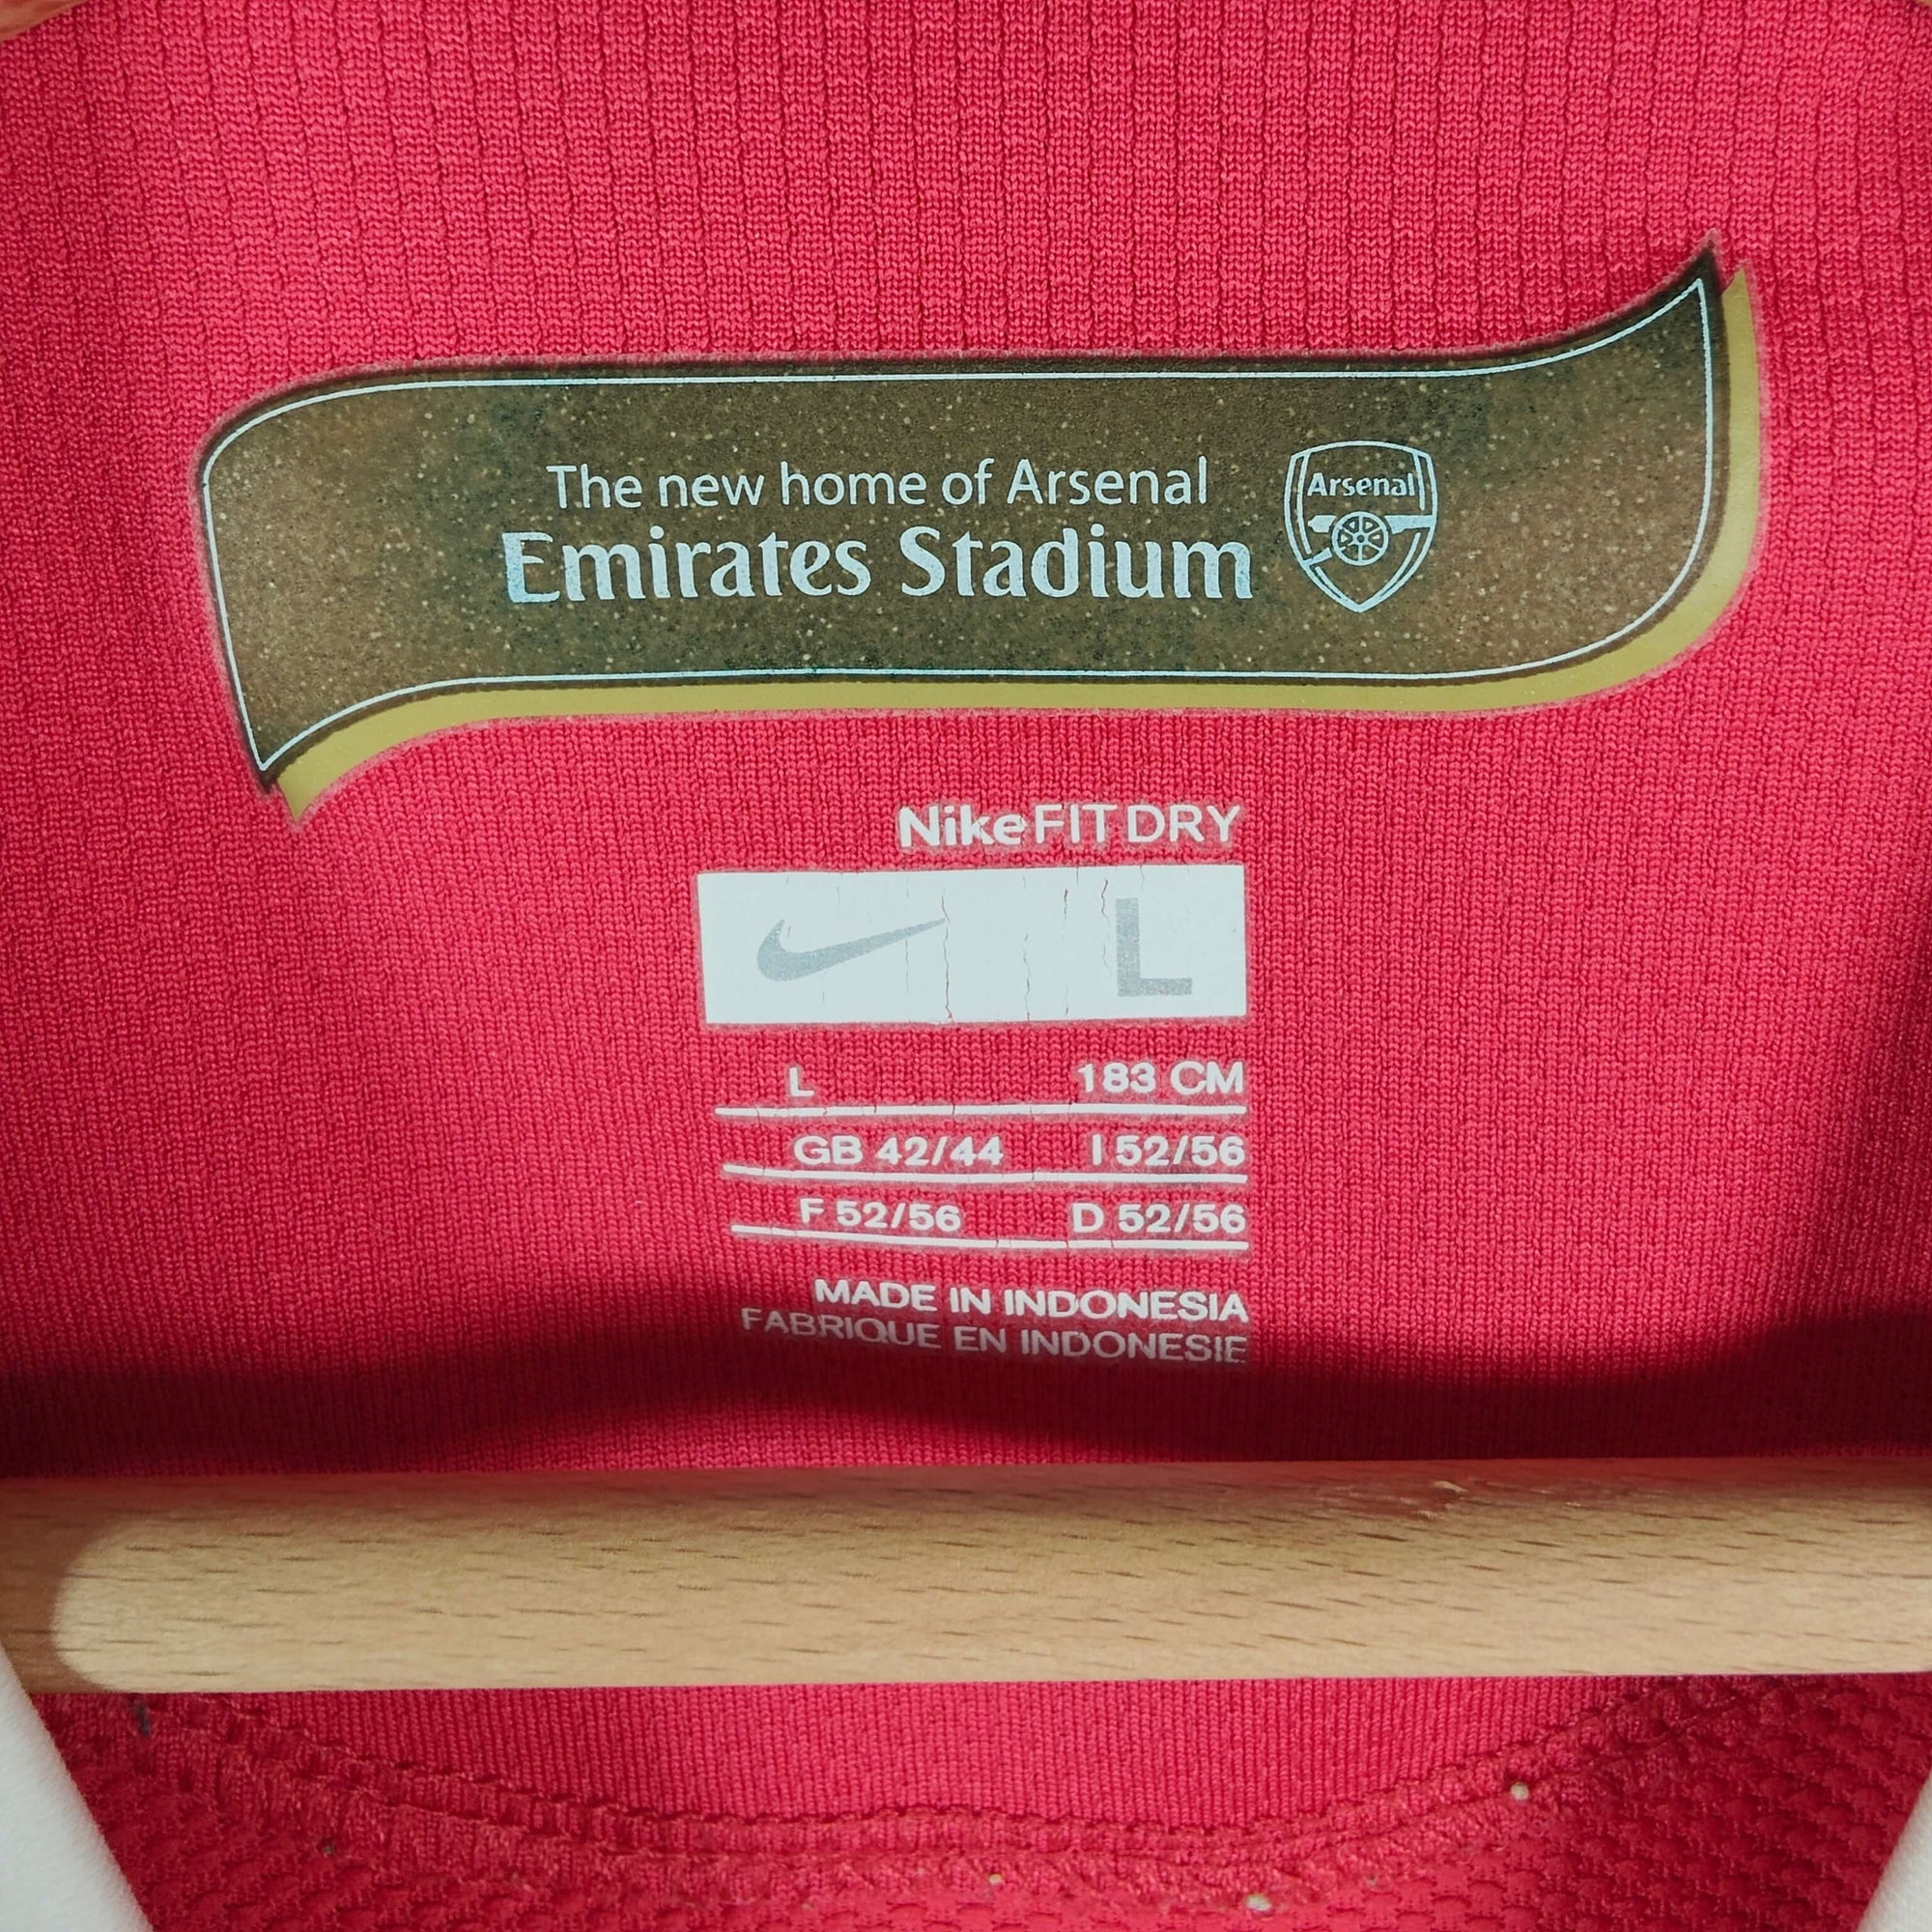 The new home of Arsenal
Emirates Stadium
Arsenal
NikeFIT DRY
L
L 183 CM
GB 42/44 I 52/56
F 52/56 D 52/56
MADE IN INDONESIA
FABRIQUE EN INDONESIE